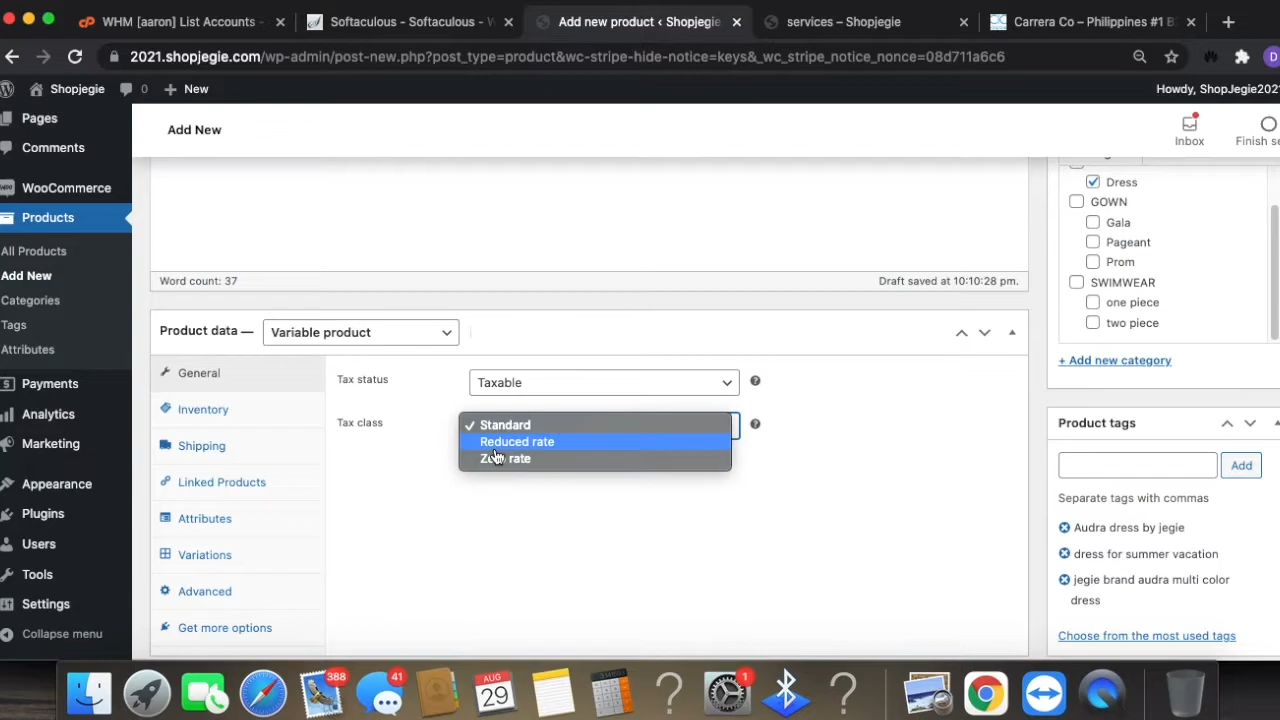 WHM [aaron] List Accounts -
Softaculous - Softaculous - W
Add new product ‹ Shopjegie
services – Shopjegie
Carrera Co – Philippines #1 B
2021.shopjegie.com/wp-admin/post-new.php?post_type=product&wc-stripe-hide-notice=keys&_wc_stripe_notice_nonce=08d711a6c6
Shopjegie
0
New
Howdy, ShopJegie2021
Pages
Comments
WooCommerce
Products
All Products
Add New
Categories
Tags
Attributes
Payments
Analytics
Marketing
Appearance
Plugins
Users
Tools
Settings
Collapse menu
Add New
Inbox
Finish se
Word count: 37
Draft saved at 10:10:28 pm.
Product data —
Variable product
General
Inventory
Shipping
Linked Products
Attributes
Variations
Advanced
Get more options
Tax status
Taxable
Tax class
Standard
Reduced rate
Zero rate
Dress
GOWN
Gala
Pageant
Prom
SWIMWEAR
one piece
two piece
+ Add new category
Product tags
Add
Separate tags with commas
Audra dress by jegie
dress for summer vacation
jegie brand audra multi color
dress
Choose from the most used tags
388
41
AUG
29
1